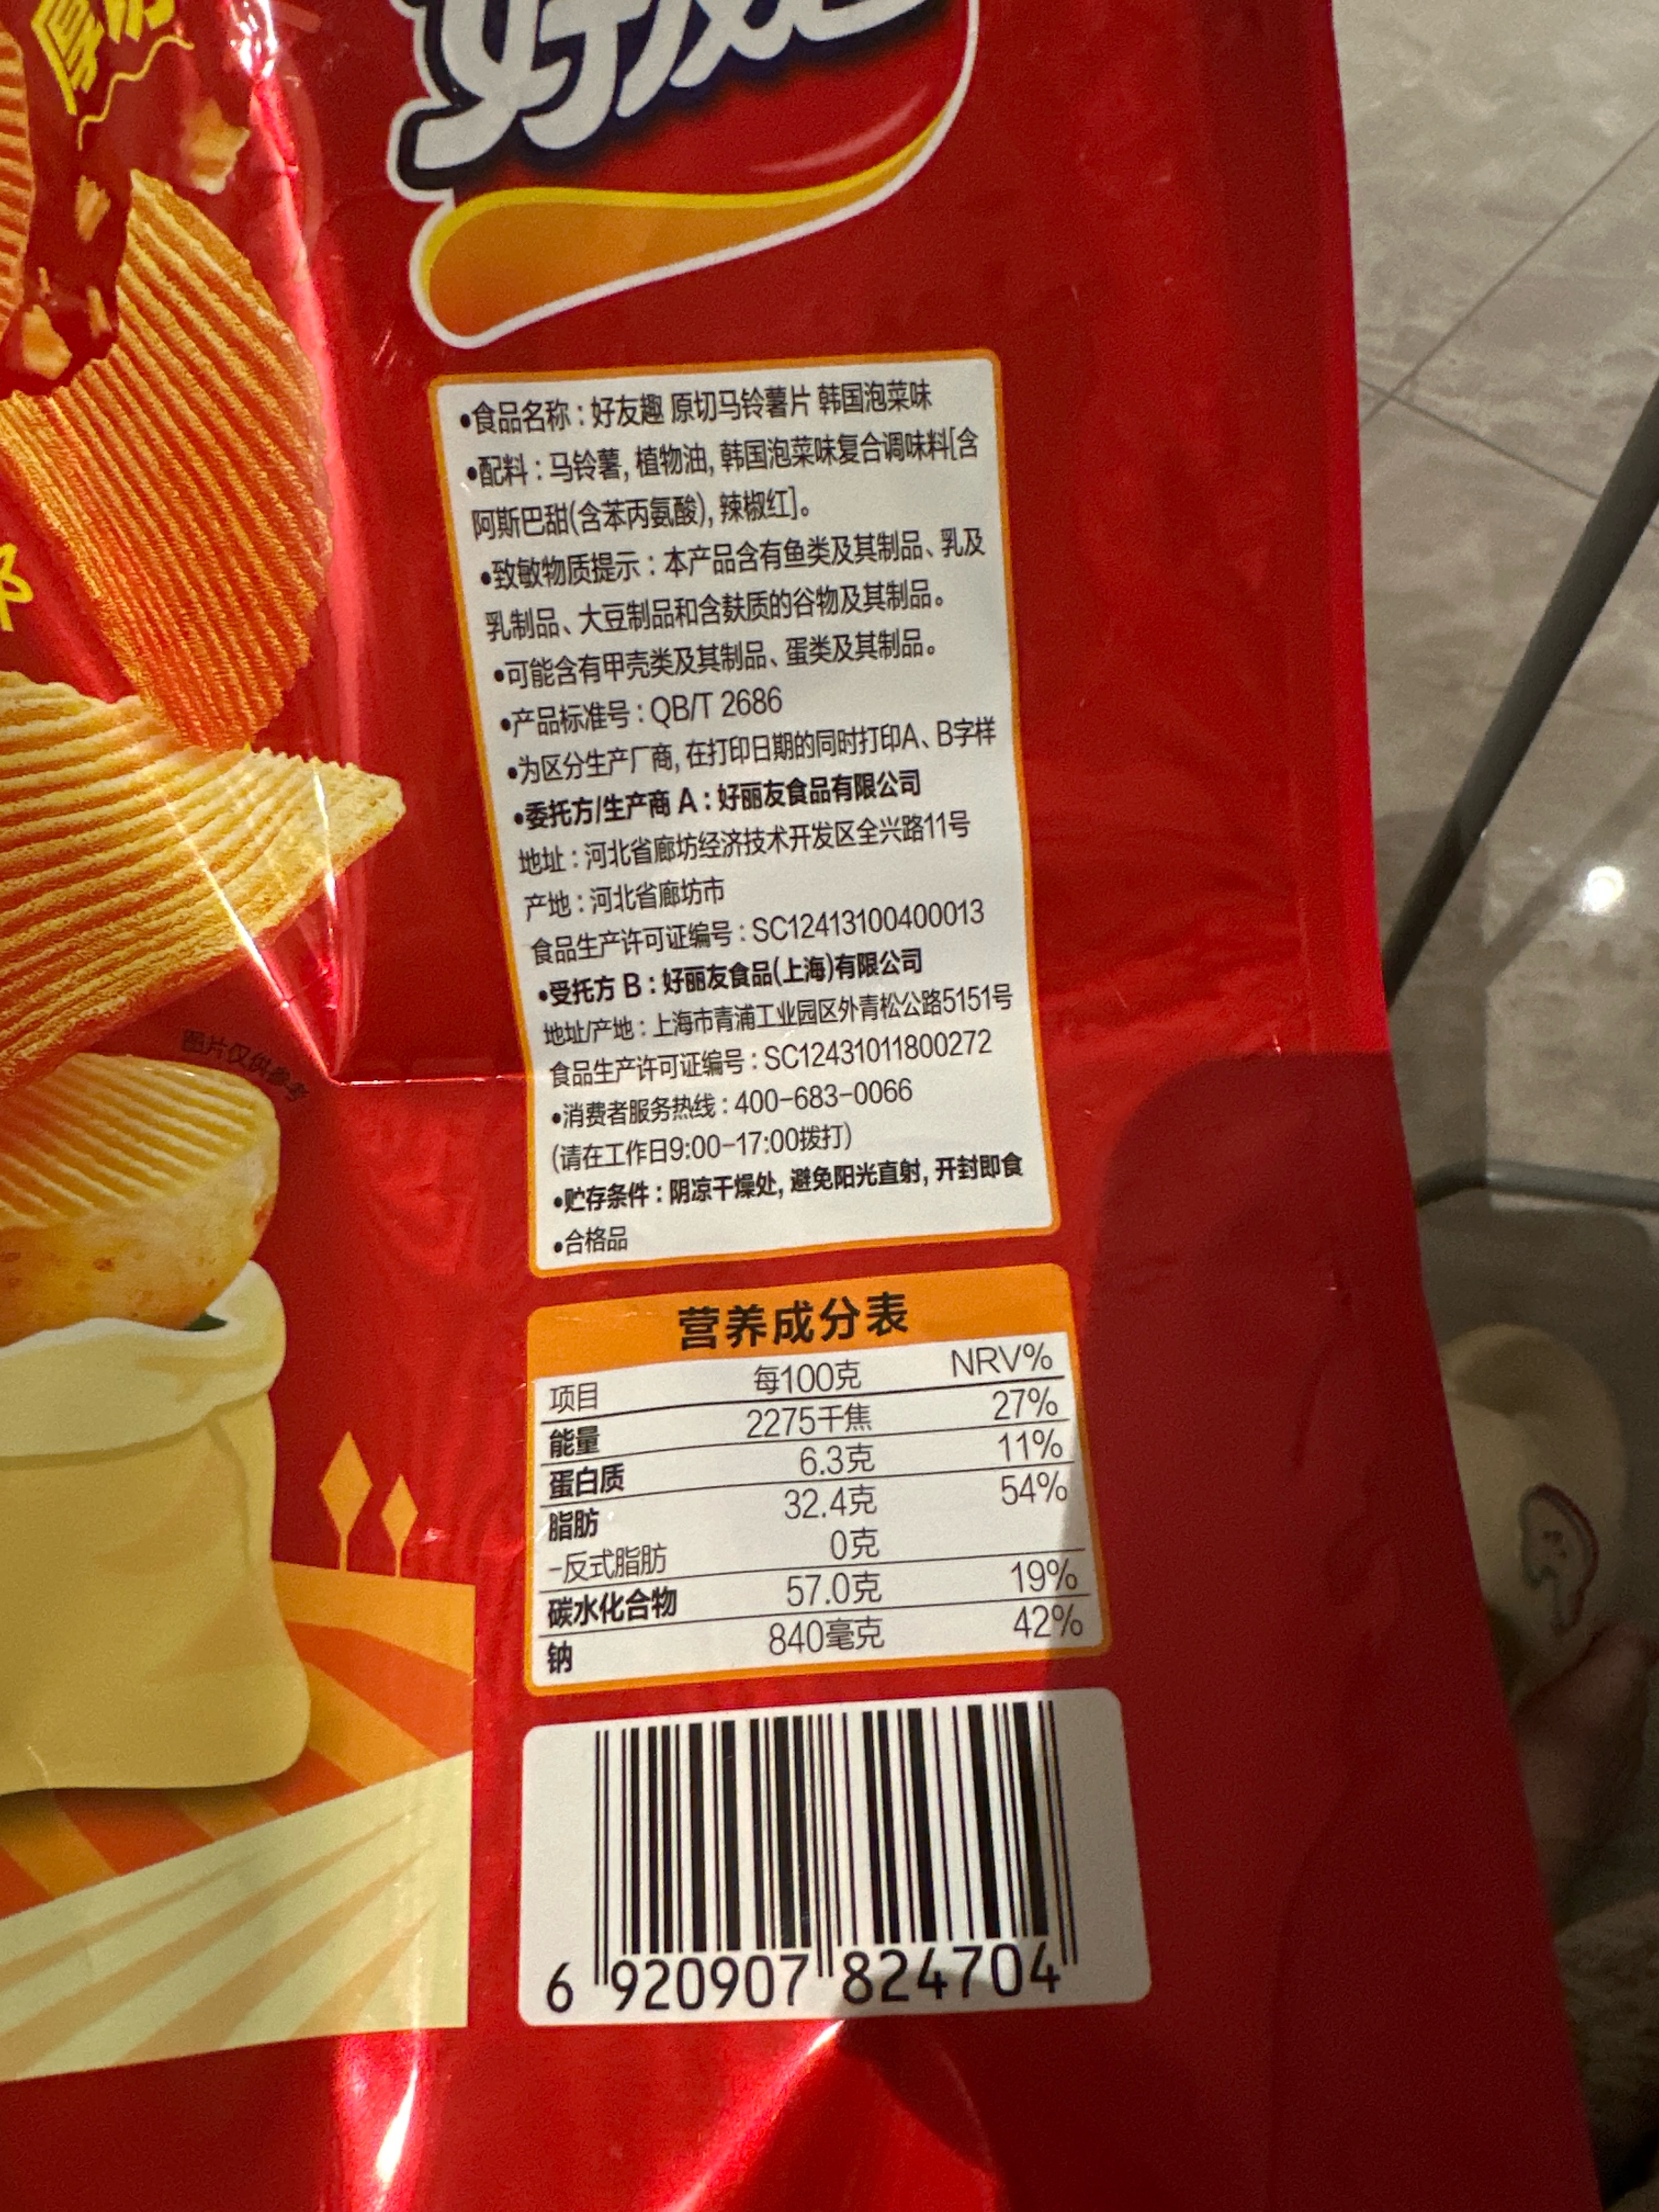 好友趣
•食品名称：好友趣 原切马铃薯片 韩国泡菜味
•配料：马铃薯, 植物油, 韩国泡菜味复合调味料[含
阿斯巴甜(含苯丙氨酸), 辣椒红]。
•致敏物质提示：本产品含有鱼类及其制品、乳及
乳制品、大豆制品和含麸质的谷物及其制品。
•可能含有甲壳类及其制品、蛋类及其制品。
•产品标准号：QB/T 2686
•为区分生产厂商, 在打印日期的同时打印A、B字样
•委托方/生产商 A：好丽友食品有限公司
地址：河北省廊坊经济技术开发区全兴路11号
产地：河北省廊坊市
食品生产许可证编号：SC12413100400013
•受托方 B：好丽友食品(上海)有限公司
地址/产地：上海市青浦工业园区外青松公路5151号
食品生产许可证编号：SC12431011800272
•消费者服务热线：400-683-0066
(请在工作日9:00-17:00拨打)
•贮存条件：阴凉干燥处, 避免阳光直射, 开封即食
•合格品
图片仅供参考
营养成分表
项目 每100克 NRV%
能量 2275千焦 27%
蛋白质 6.3克 11%
脂肪 32.4克 54%
-反式脂肪 0克
碳水化合物 57.0克 19%
钠 840毫克 42%
6 920907 824704